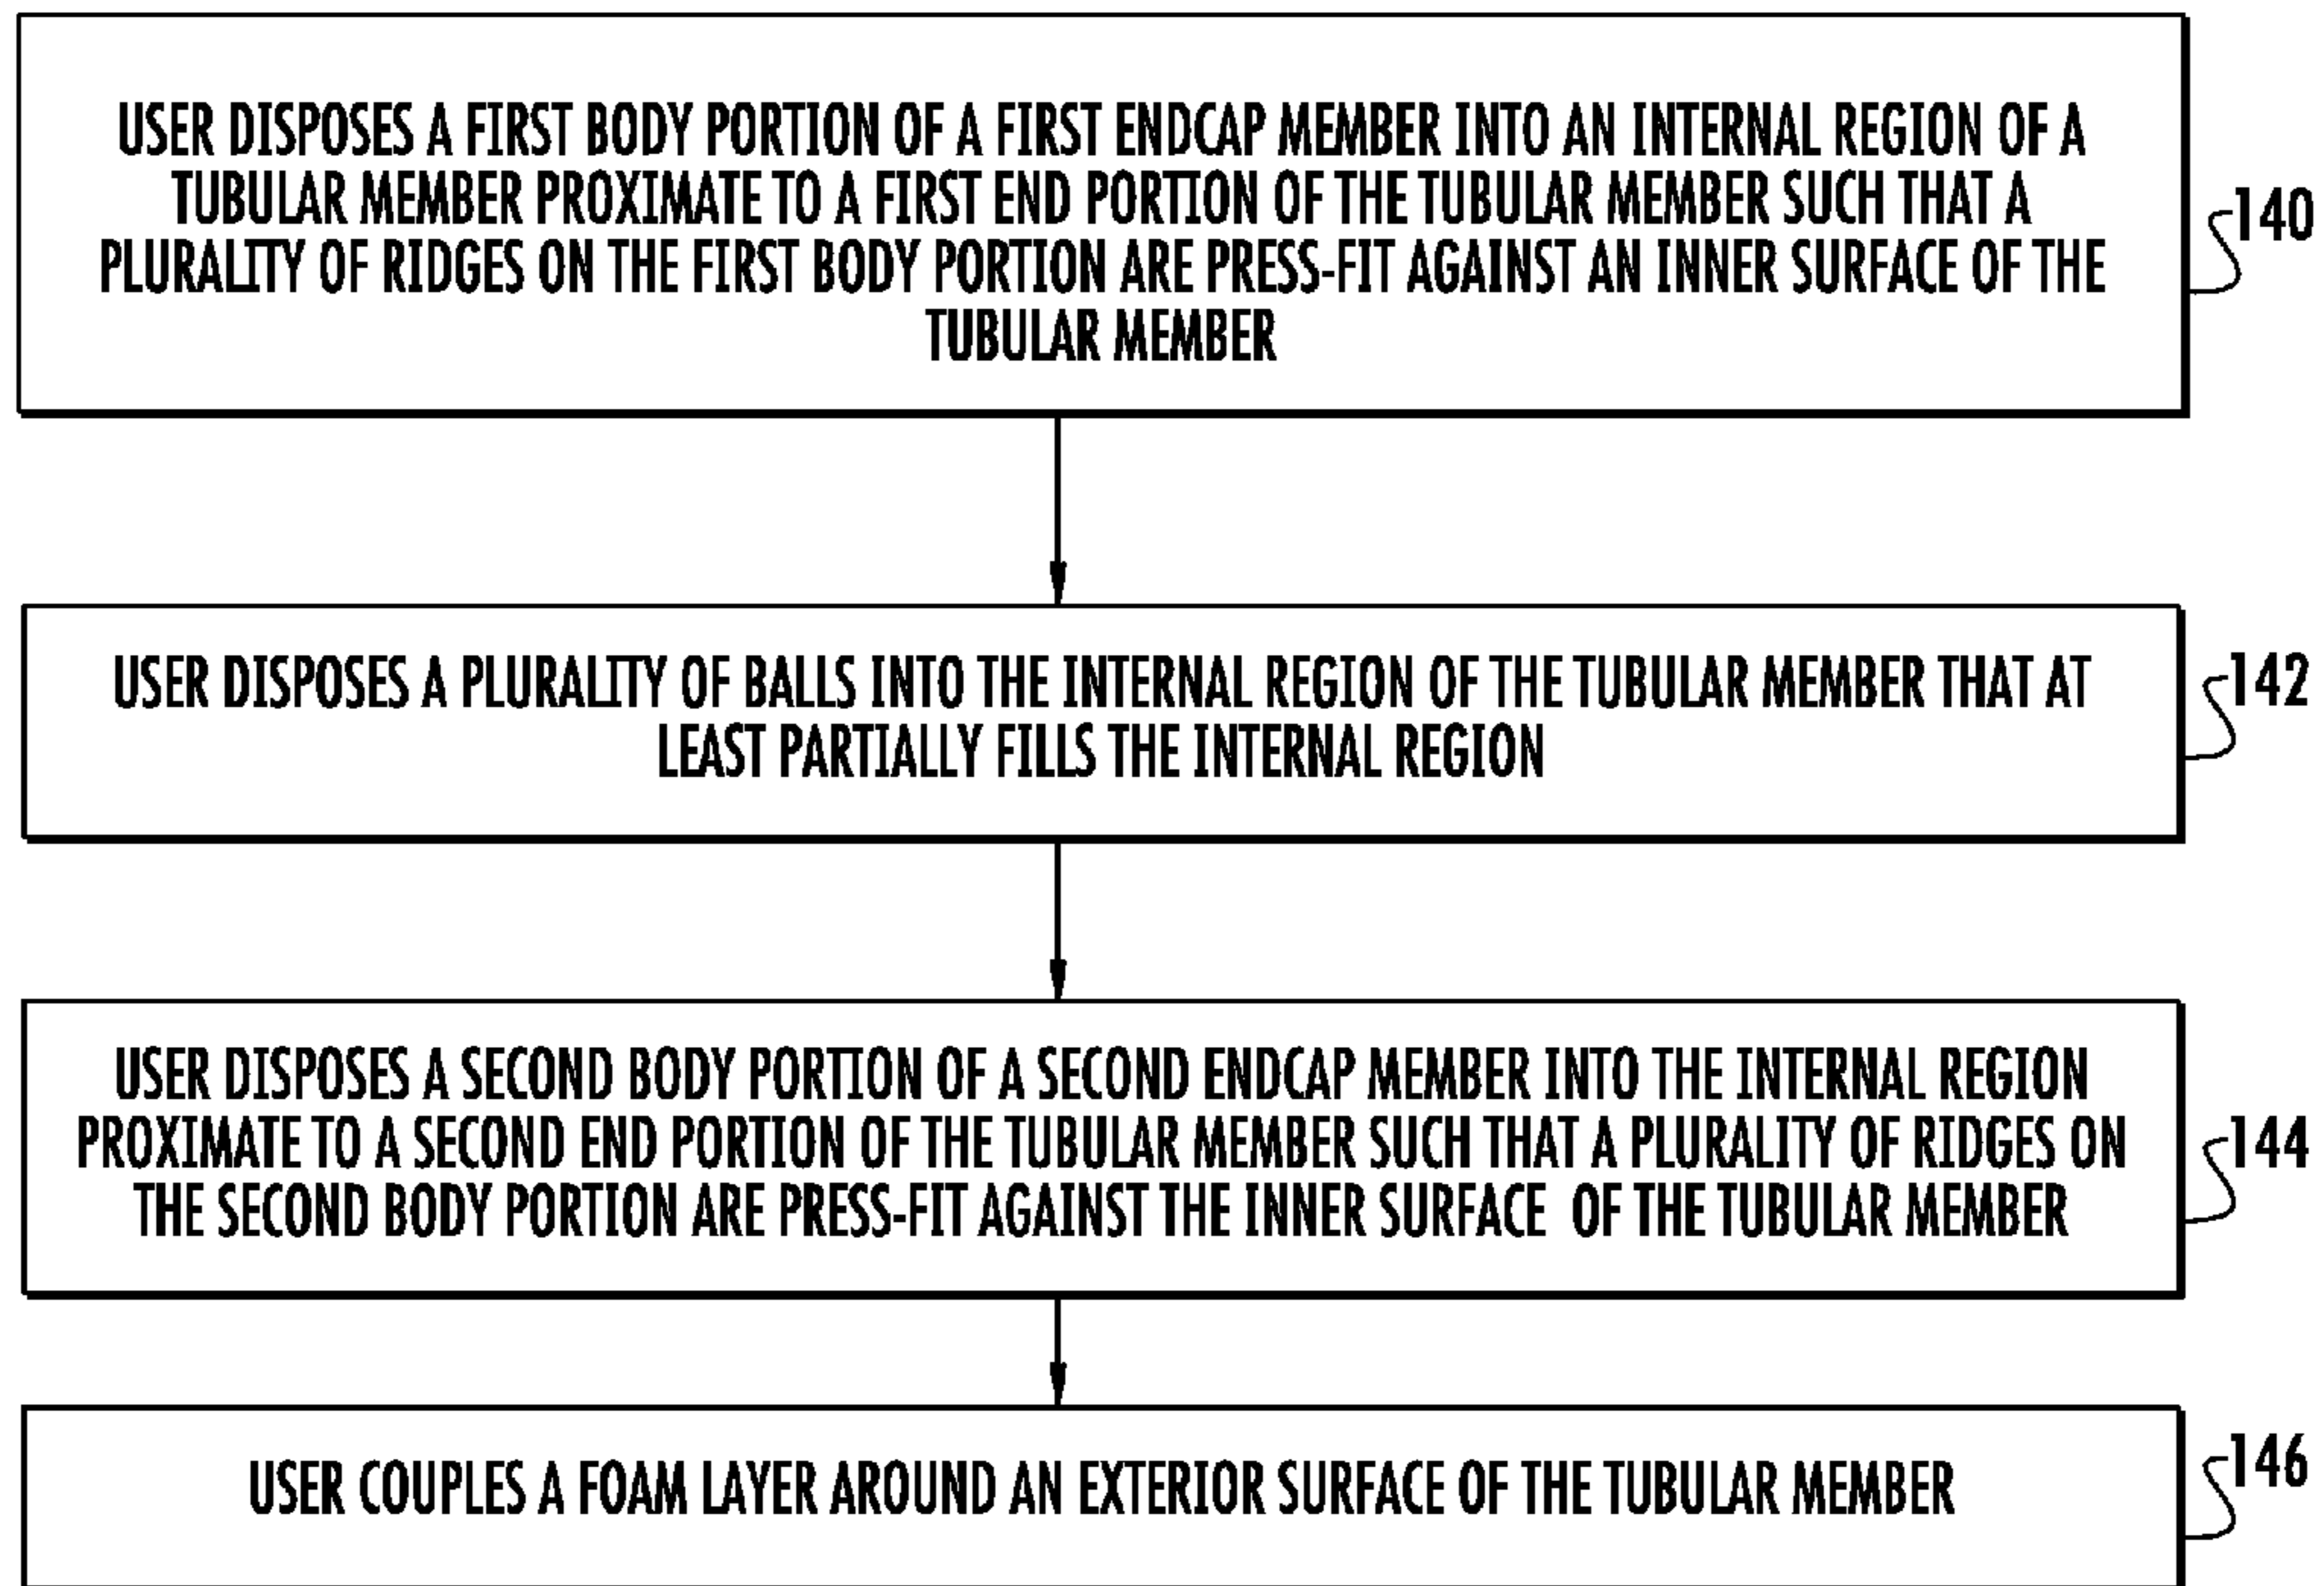 USER DISPOSES A FIRST BODY PORTION OF A FIRST ENDCAP MEMBER INTO AN INTERNAL REGION OF A
TUBULAR MEMBER PROXIMATE TO A FIRST END PORTION OF THE TUBULAR MEMBER SUCH THAT A
PLURALITY OF RIDGES ON THE FIRST BODY PORTION ARE PRESS-FIT AGAINST AN INNER SURFACE OF THE
TUBULAR MEMBER
140
USER DISPOSES A PLURALITY OF BALLS INTO THE INTERNAL REGION OF THE TUBULAR MEMBER THAT AT
LEAST PARTIALLY FILLS THE INTERNAL REGION
142
USER DISPOSES A SECOND BODY PORTION OF A SECOND ENDCAP MEMBER INTO THE INTERNAL REGION
PROXIMATE TO A SECOND END PORTION OF THE TUBULAR MEMBER SUCH THAT A PLURALITY OF RIDGES ON
THE SECOND BODY PORTION ARE PRESS-FIT AGAINST THE INNER SURFACE OF THE TUBULAR MEMBER
144
USER COUPLES A FOAM LAYER AROUND AN EXTERIOR SURFACE OF THE TUBULAR MEMBER
146